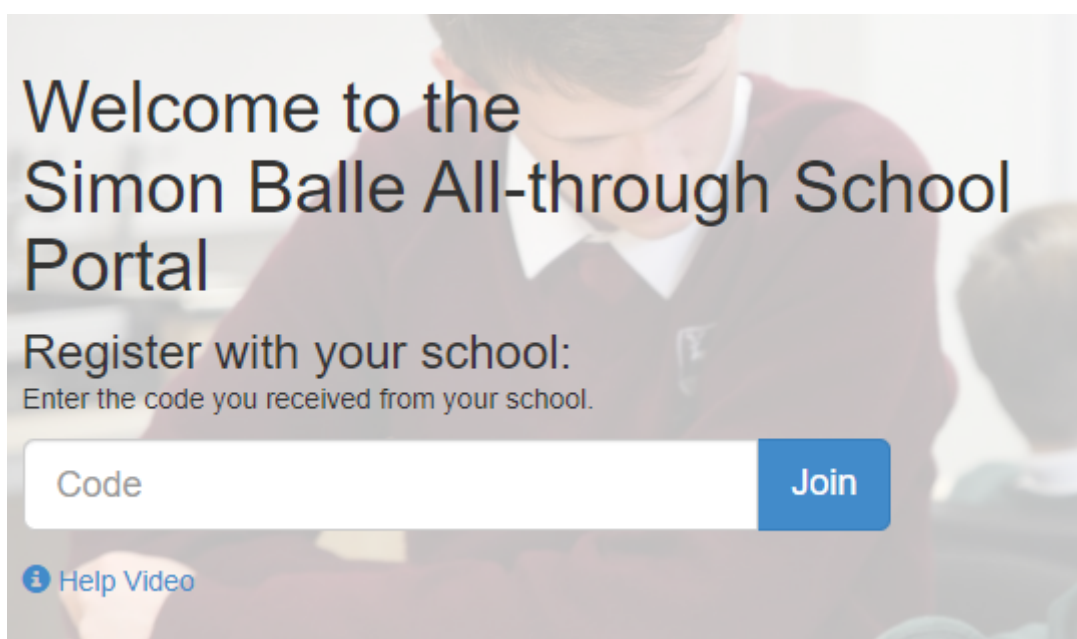 Welcome to the
Simon Balle All-through School
Portal
Register with your school:
Enter the code you received from your school.
Code
Join
Help Video